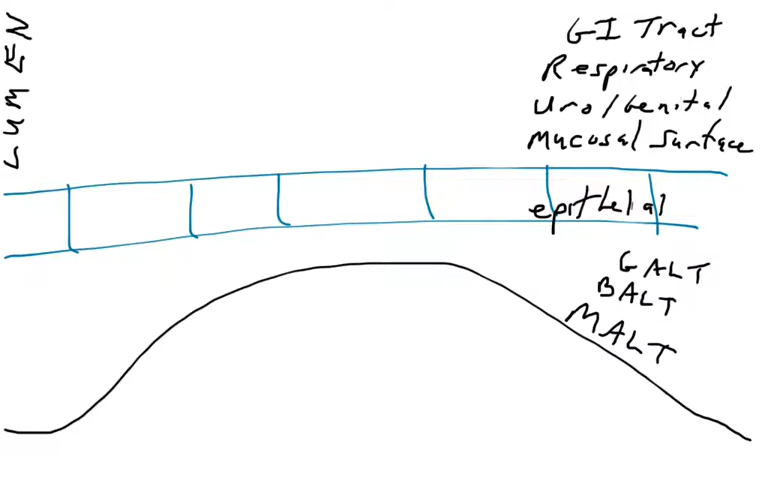 LUMEN
GI Tract
Respiratory
Uro/Genital
Mucosal Surface
epithelial
GALT
BALT
MALT